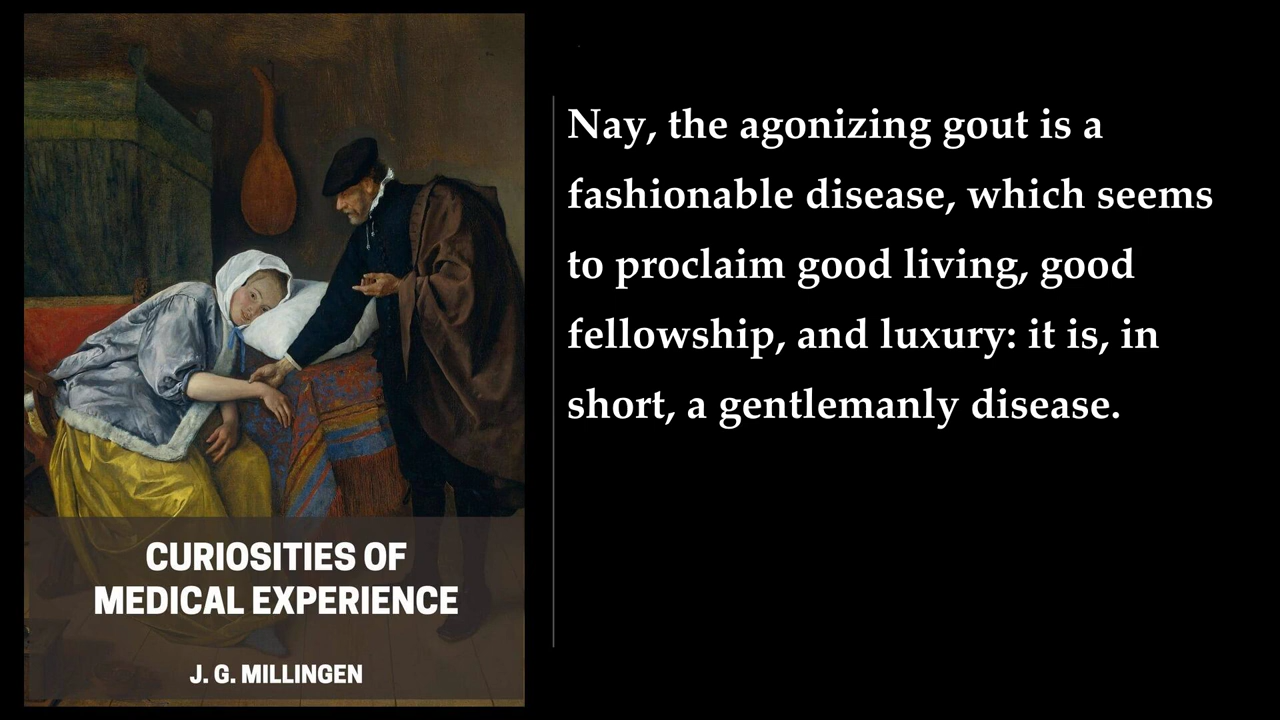 Nay, the agonizing gout is a
fashionable disease, which seems
to proclaim good living, good
fellowship, and luxury: it is, in
short, a gentlemanly disease.
CURIOSITIES OF
MEDICAL EXPERIENCE
J. G. MILLINGEN